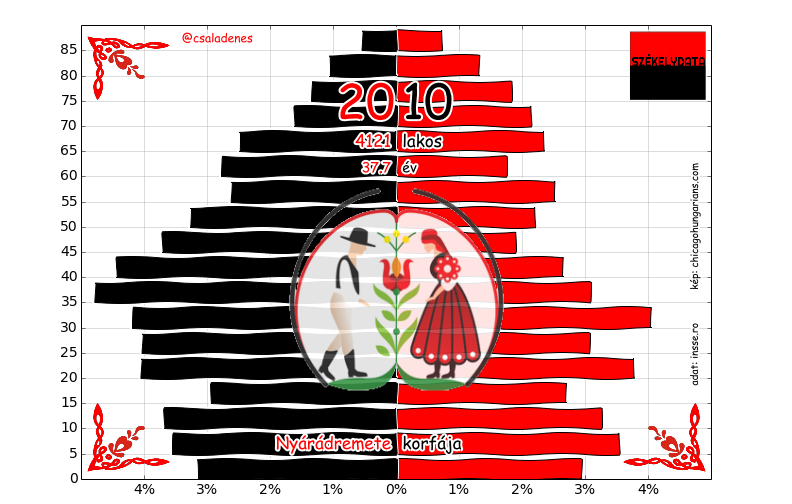 @csaladenes
SZÉKELYDATA
2010
4121 lakos
37.7 év
kép: chicagohungarians.com
adat: insse.ro
Nyárádremete korfája
85
80
75
70
65
60
55
50
45
40
35
30
25
20
15
10
5
0
4% 3% 2% 1% 0% 1% 2% 3% 4%